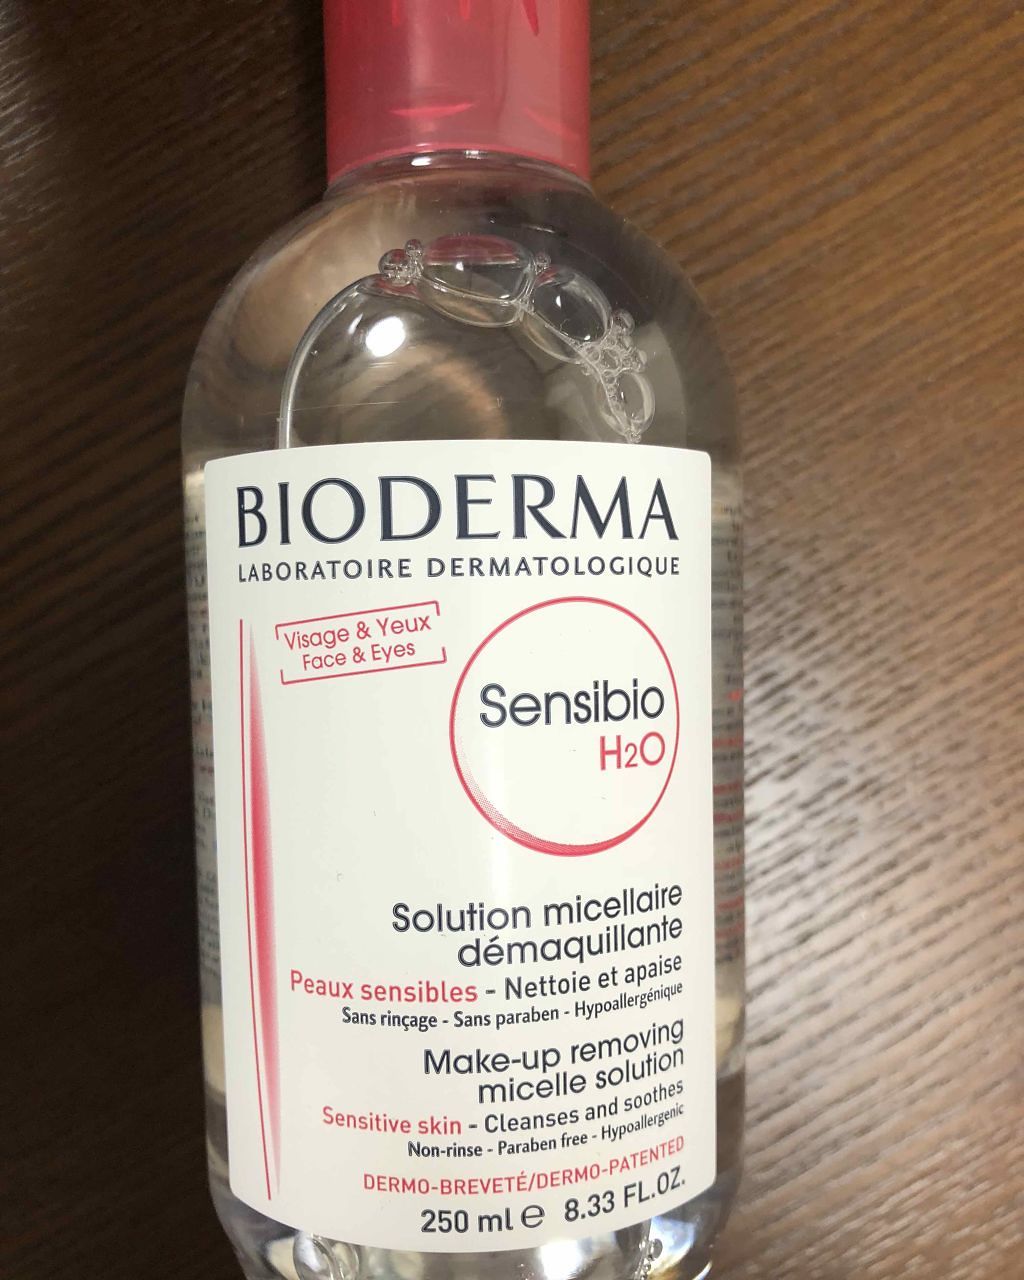 BIODERMA
LABORATOIRE DERMATOLOGIQUE
Visage & Yeux
Face & Eyes
Sensibio
H2O
Solution micellaire
démaquillante
Peaux sensibles - Nettoie et apaise
Sans rinçage - Sans paraben - Hypoallergénique
Make-up removing
micelle solution
Sensitive skin - Cleanses and soothes
Non-rinse - Paraben free - Hypoallergenic
DERMO-BREVETÉ/DERMO-PATENTED
250 ml ℮ 8.33 FL.OZ.